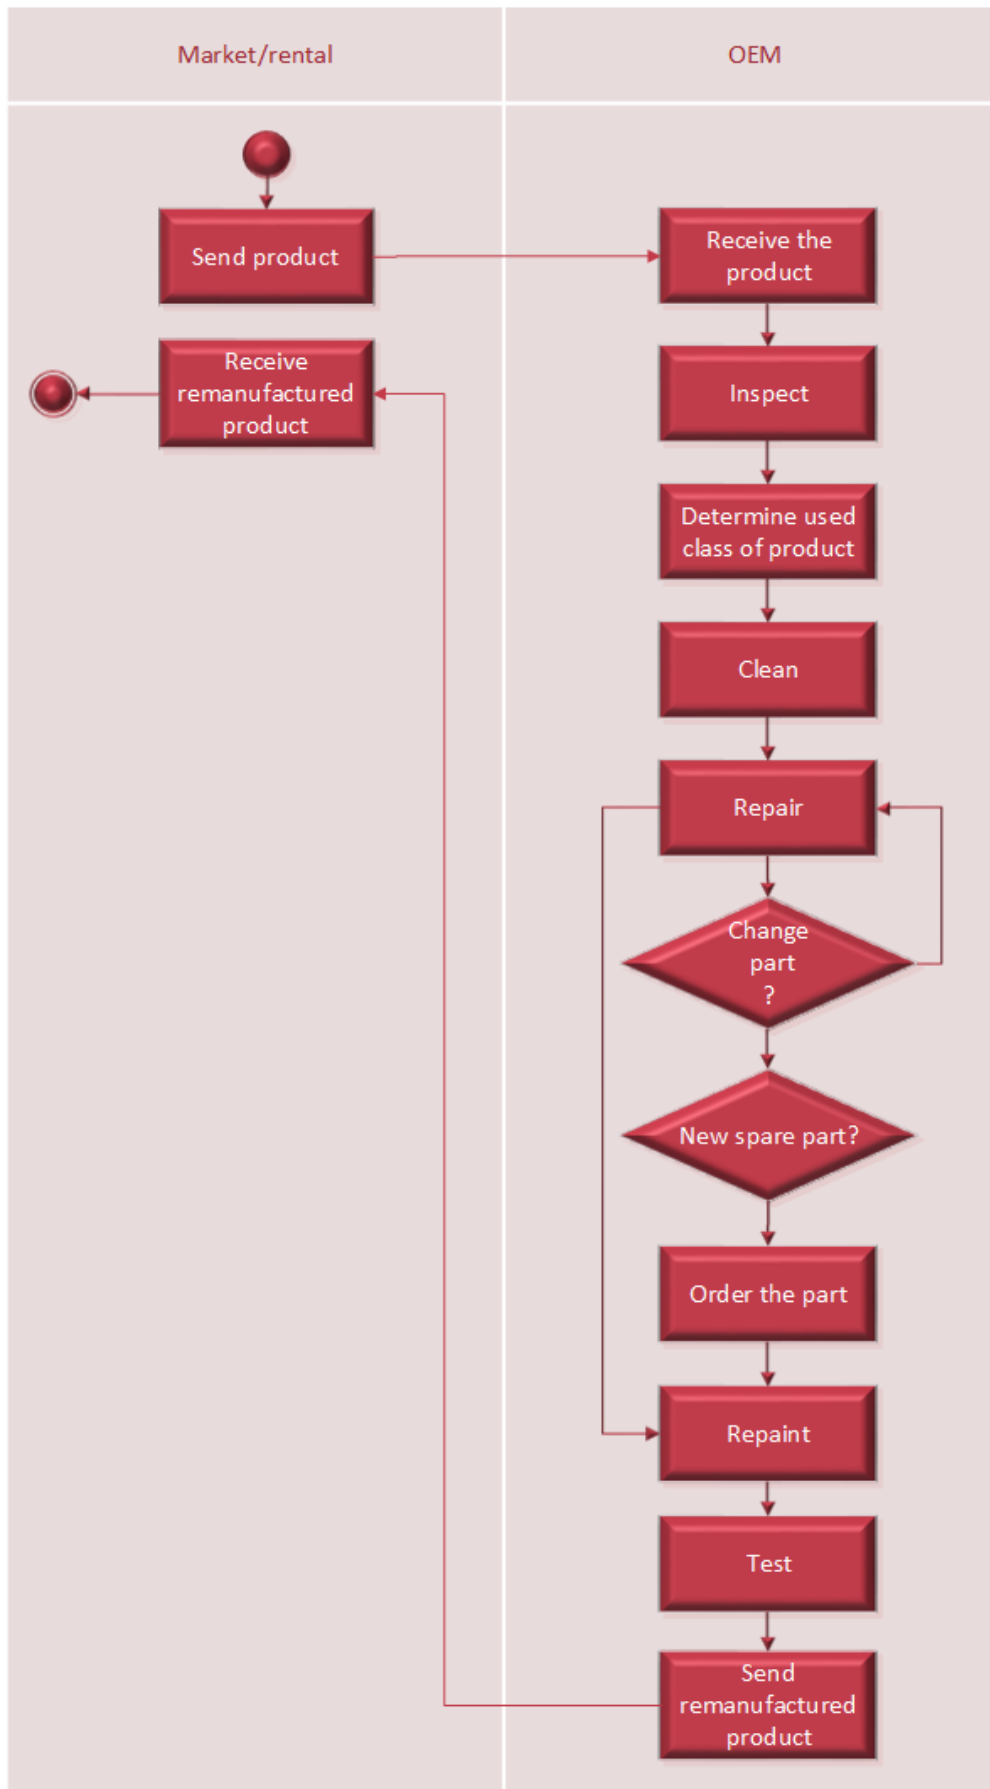 Market/rental
OEM
Send product
Receive the
product
Receive
remanufactured
product
Inspect
Determine used
class of product
Clean
Repair
Change
part
?
New spare part?
Order the part
Repaint
Test
Send
remanufactured
product